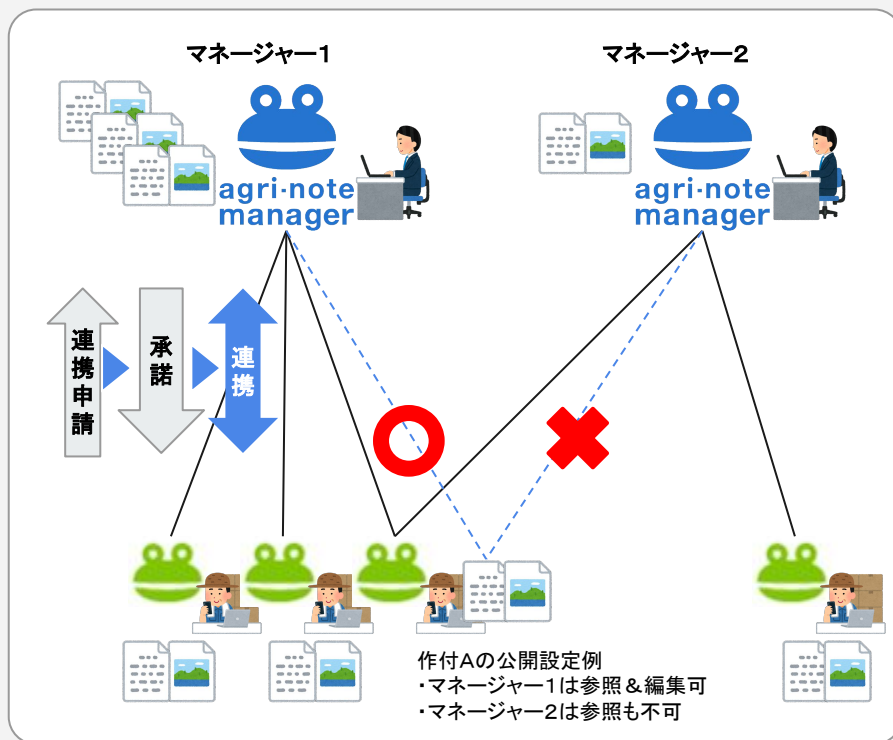 マネージャー1
マネージャー2
agri-note
manager
agri-note
manager
連携申請
承諾
連携
作付Aの公開設定例
・マネージャー1は参照&編集可
・マネージャー2は参照も不可